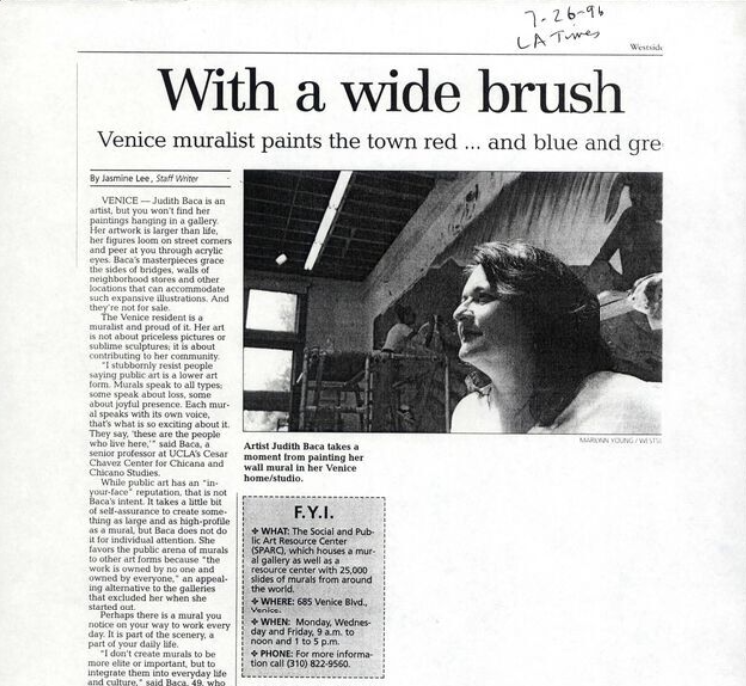 7-26-96
LA Times
Westside
With a wide brush
Venice muralist paints the town red ... and blue and gre
By Jasmine Lee, Staff Writer
VENICE — Judith Baca is an
artist, but you won't find her
paintings hanging in a gallery.
Her artwork is larger than life,
her figures loom on street corners
and peer at you through acrylic
eyes. Baca's masterpieces grace
the sides of bridges, walls of
neighborhood stores and other
locations that can accommodate
such expansive illustrations. And
they're not for sale.
The Venice resident is a
muralist and proud of it. Her art
is not about priceless pictures or
sublime sculptures; it is about
contributing to her community.
"I stubbornly resist people
saying public art is a lower art
form. Murals speak to all types;
some speak about loss, some
about joyful presence. Each mur-
al speaks with its own voice,
that's what is so exciting about it.
They say, 'these are the people
who live here,'" said Baca, a
senior professor at UCLA's Cesar
Chavez Center for Chicana and
Chicano Studies.
While public art has an "in-
your-face" reputation, that is not
Baca's intent. It takes a little bit
of self-assurance to create some-
thing as large and as high-profile
as a mural, but Baca does not do
it for individual attention. She
favors the public arena of murals
to other art forms because "the
work is owned by no one and
owned by everyone," an appeal-
ing alternative to the galleries
that excluded her when she
started out.
Perhaps there is a mural you
notice on your way to work every
day. It is part of the scenery, a
part of your daily life.
"I don't create murals to be
more elite or important, but to
integrate them into everyday life
and culture," said Baca, 49, who
MARILYNN YOUNG / WESTSI
Artist Judith Baca takes a
moment from painting her
wall mural in her Venice
home/studio.
F.Y.I.
✤ WHAT: The Social and Pub-
lic Art Resource Center
(SPARC), which houses a mur-
al gallery as well as a
resource center with 25,000
slides of murals from around
the world.
✤ WHERE: 685 Venice Blvd.,
Venice.
✤ WHEN: Monday, Wednes-
day and Friday, 9 a.m. to
noon and 1 to 5 p.m.
✤ PHONE: For more informa-
tion call (310) 822-9560.